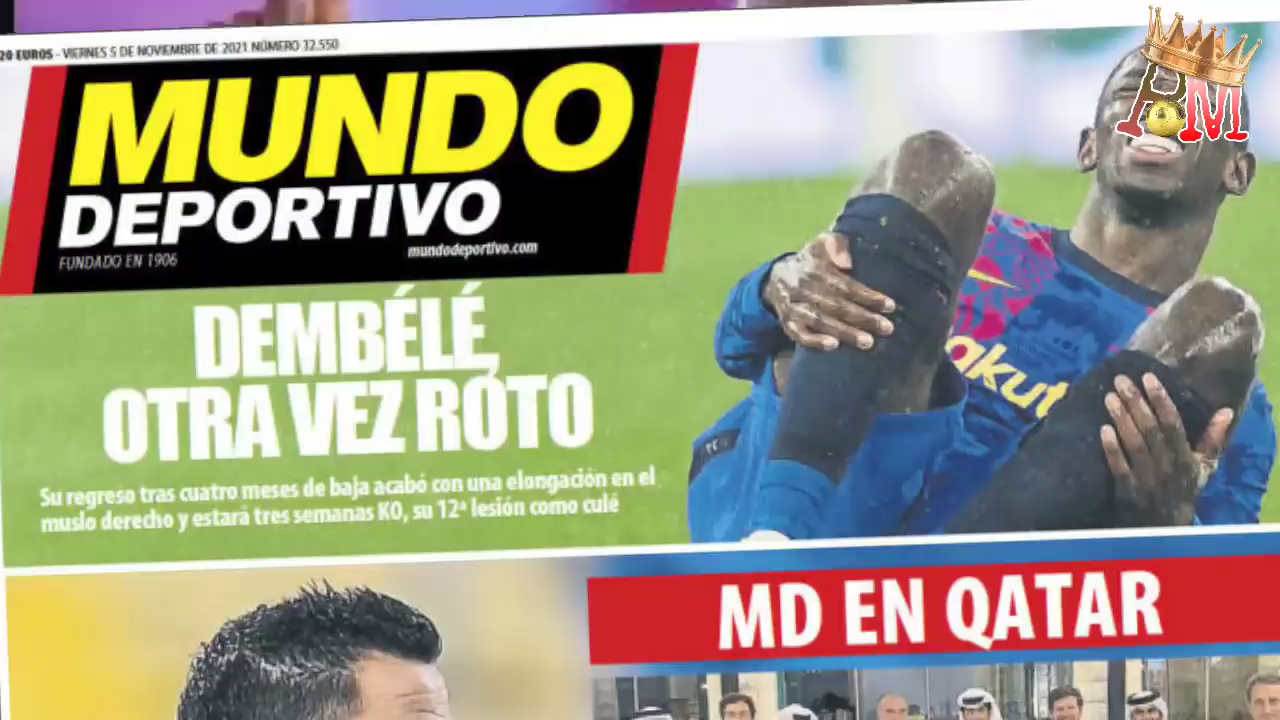 20 EUROS - VIERNES 5 DE NOVIEMBRE DE 2021 NÚMERO 32.550
MUNDO
DEPORTIVO
FUNDADO EN 1906
mundodeportivo.com
DEMBÉLÉ,
OTRA VEZ ROTO
Su regreso tras cuatro meses de baja acabó con una elongación en el
muslo derecho y estará tres semanas KO, su 12ª lesión como culé
akut
MD EN QATAR